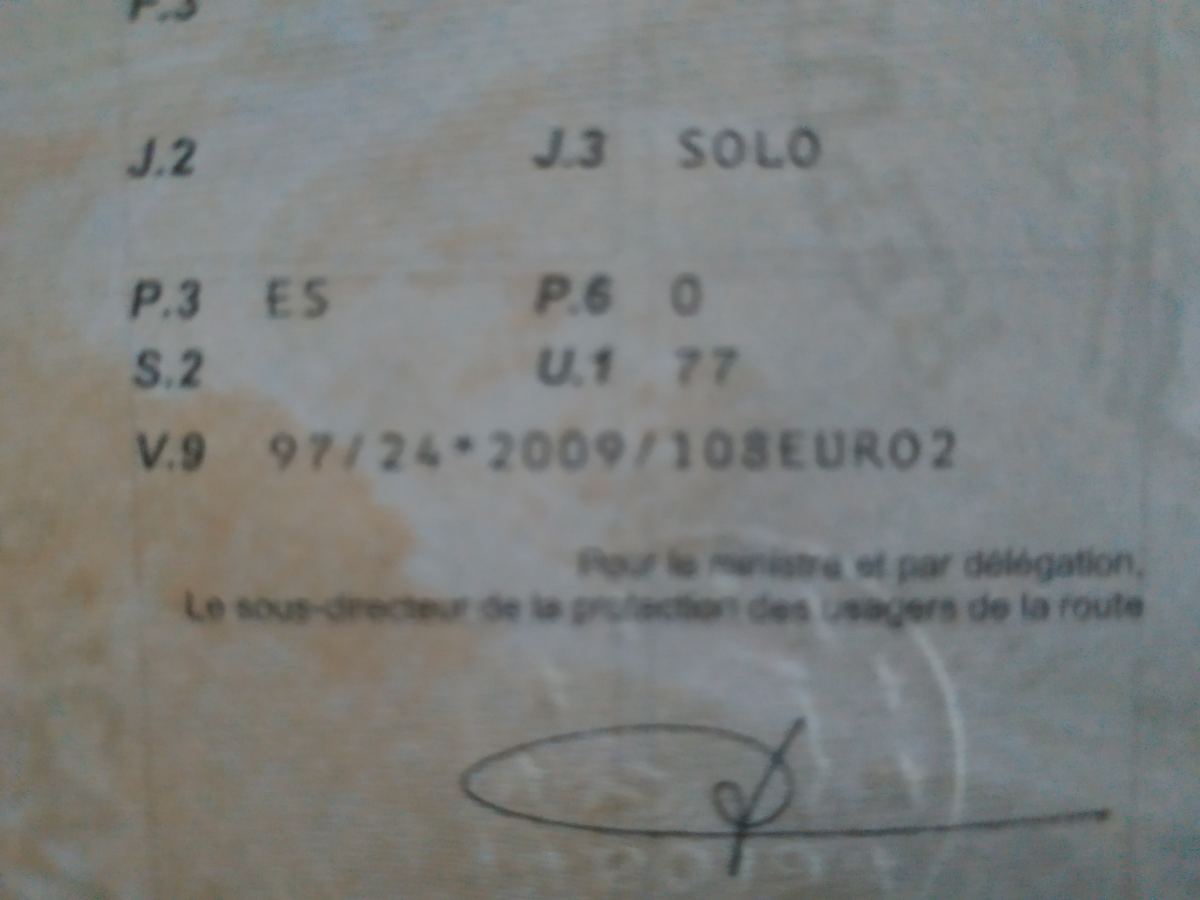 P.3
J.2 J.3 SOLO
P.3 ES P.6 0
S.2 U.1 77
V.9 97/24*2009/108EURO2
Pour le ministre et par délégation,
Le sous-directeur de la protection des usagers de la route